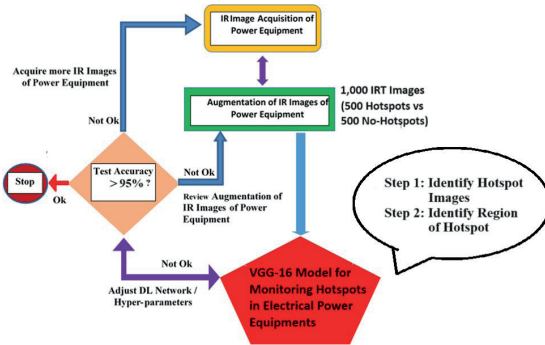 IR Image Acquisition of
Power Equipment
Acquire more IR Images
of Power Equipment
Not Ok
Augmentation of IR Images of
Power Equipment
1,000 IRT Images
(500 Hotspots vs
500 No-Hotspots)
Test Accuracy
> 95% ?
Stop
Ok
Not Ok
Review Augmentation of
IR Images of Power
Equipment
Step 1: Identify Hotspot
Images
Step 2: Identify Region
of Hotspot
Not Ok
Adjust DL Network /
Hyper-parameters
VGG-16 Model for
Monitoring Hotspots
in Electrical Power
Equipments